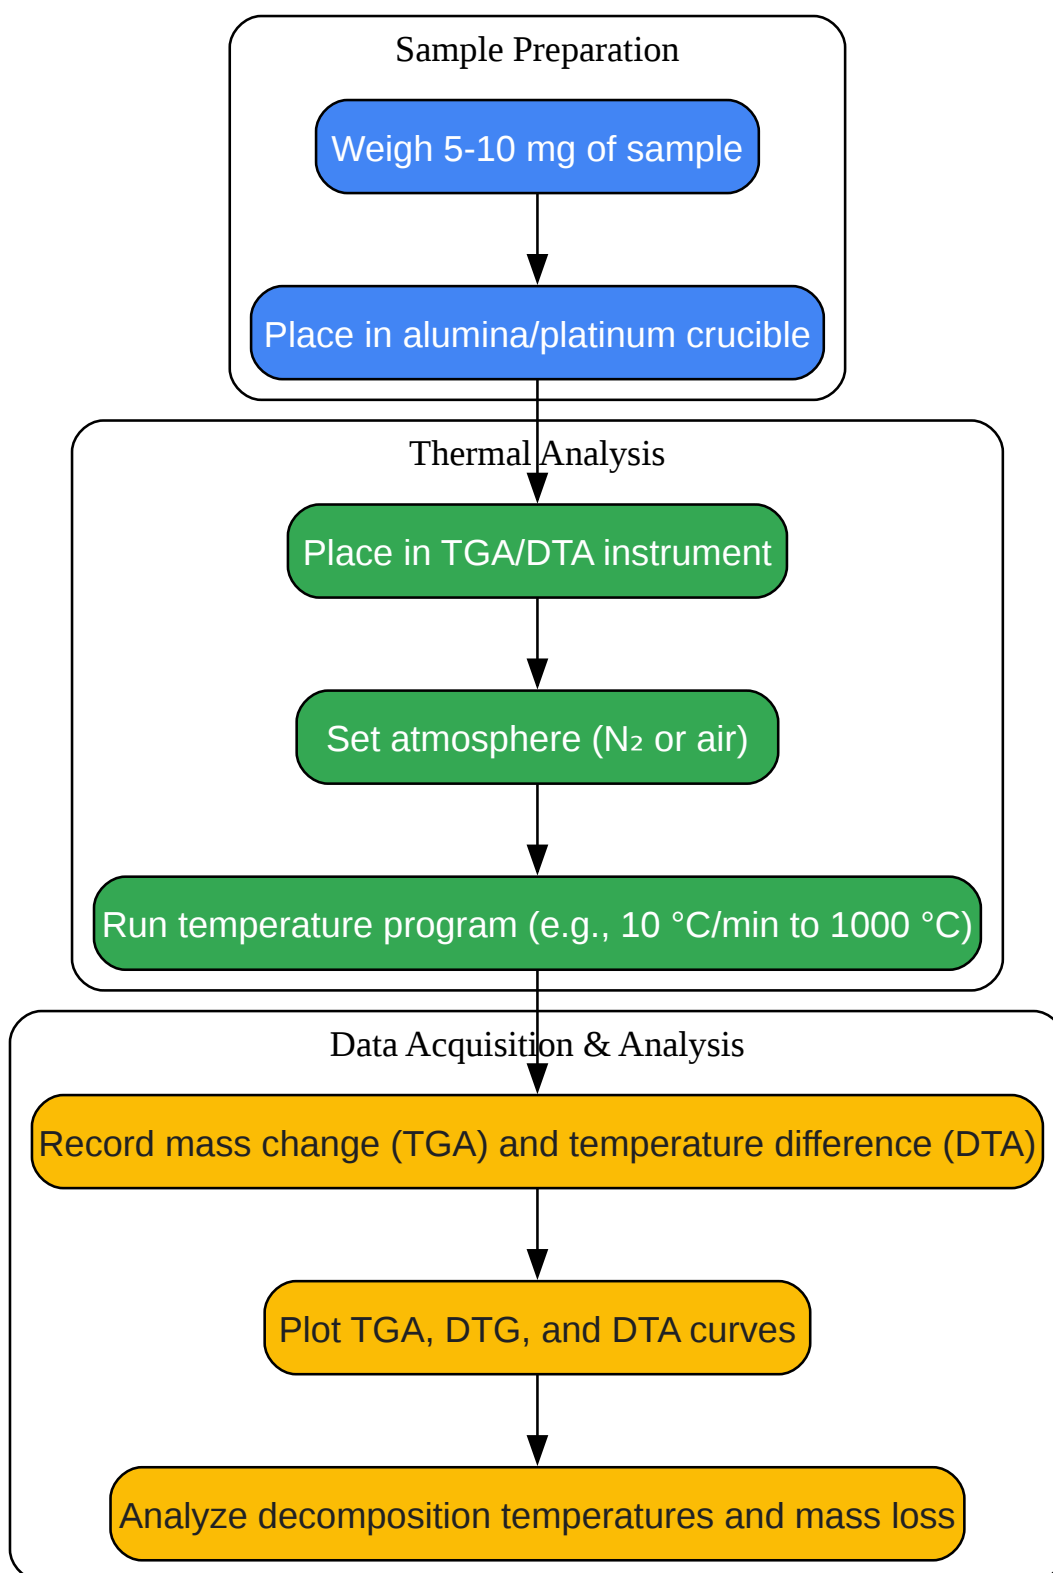 Sample Preparation
Weigh 5-10 mg of sample
Place in alumina/platinum crucible
Thermal Analysis
Place in TGA/DTA instrument
Set atmosphere (N₂ or air)
Run temperature program (e.g., 10 °C/min to 1000 °C)
Data Acquisition & Analysis
Record mass change (TGA) and temperature difference (DTA)
Plot TGA, DTG, and DTA curves
Analyze decomposition temperatures and mass loss